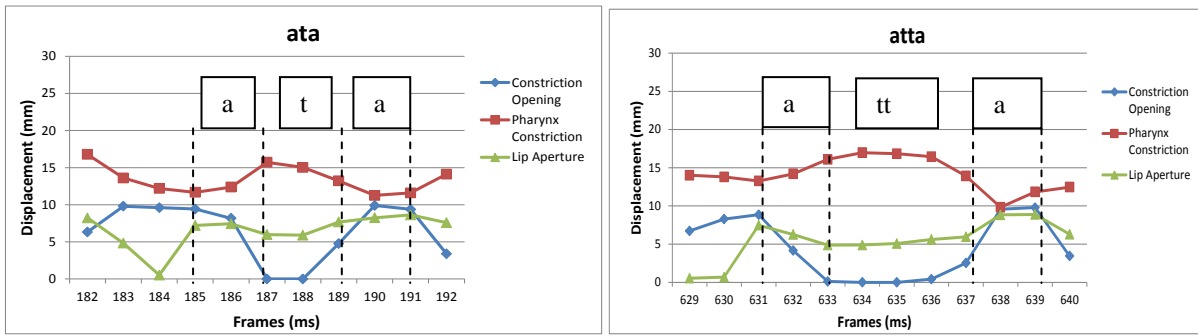 ata
30
25
20
15
10
5
0
Displacement (mm)
a
t
a
182 183 184 185 186 187 188 189 190 191 192
Frames (ms)
Constriction
Opening
Pharynx
Constriction
Lip Aperture
atta
30
25
20
15
10
5
0
Displacement (mm)
a
tt
a
629 630 631 632 633 634 635 636 637 638 639 640
Frames (ms)
Constriction
Opening
Pharynx
Constriction
Lip Aperture